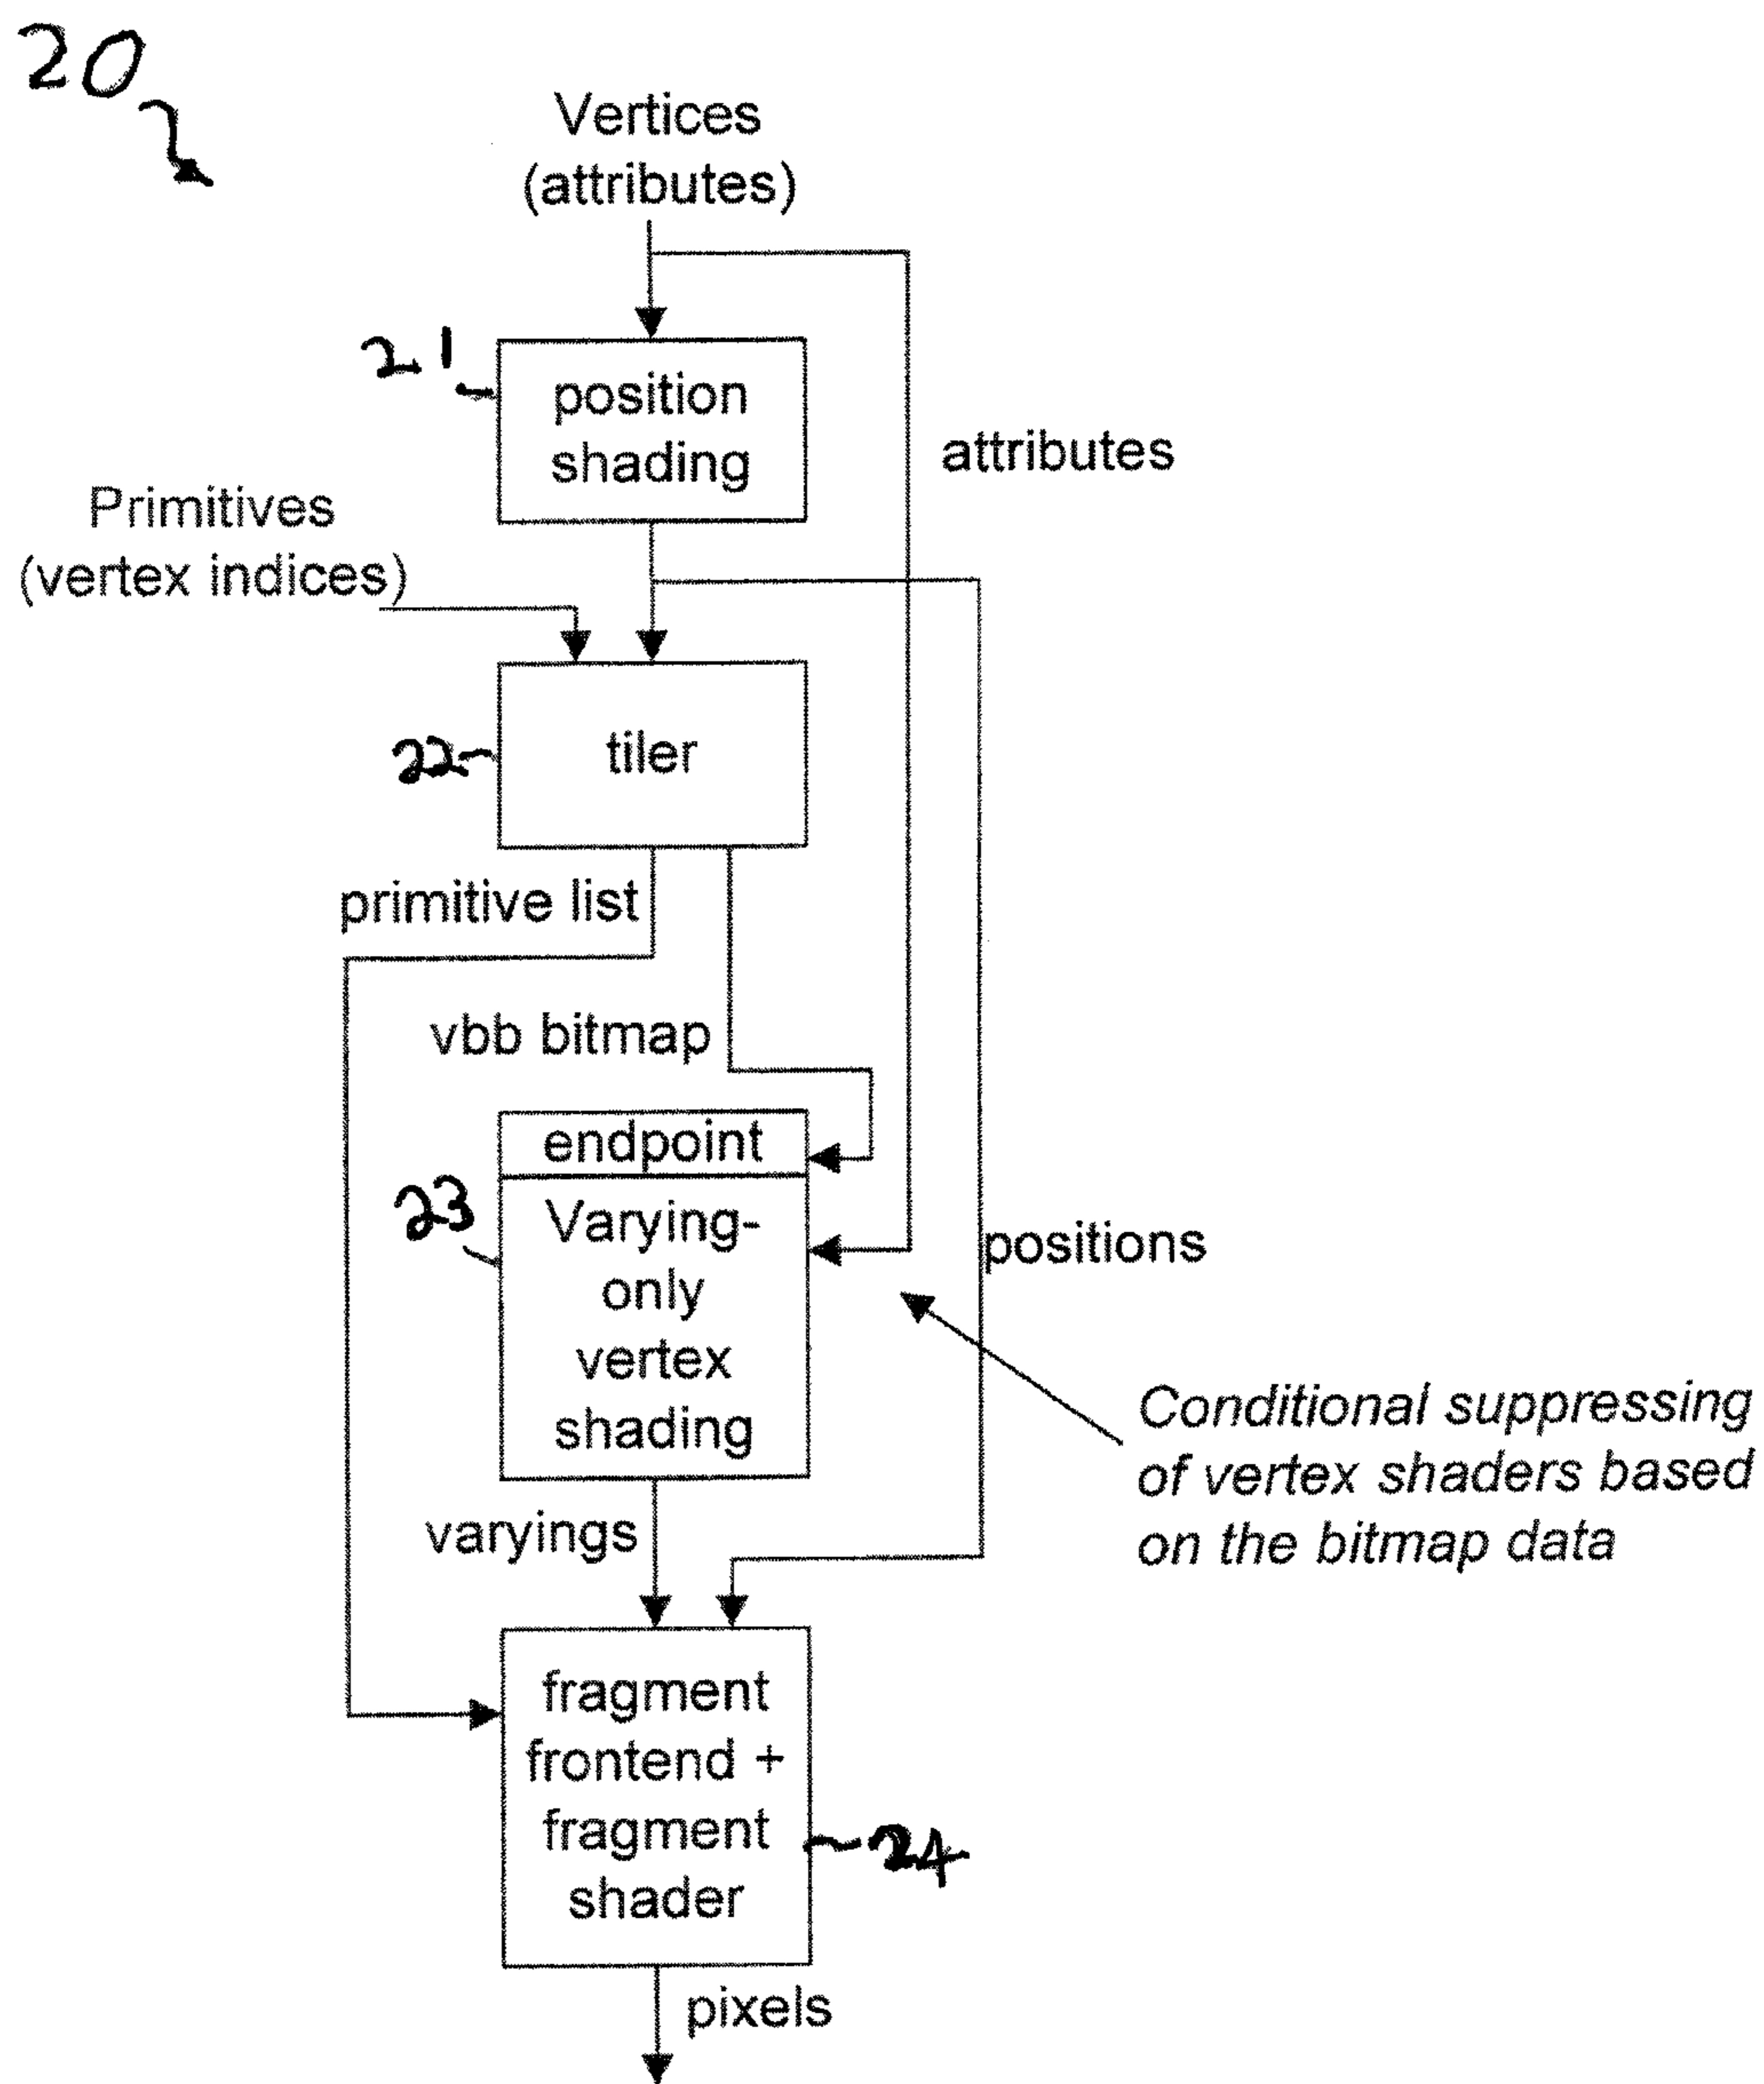 20
Vertices
(attributes)
21
position
shading
attributes
Primitives
(vertex indices)
22
tiler
primitive list
vbb bitmap
endpoint
23
Varying-
only
vertex
shading
positions
Conditional suppressing
of vertex shaders based
on the bitmap data
varyings
fragment
frontend +
fragment
shader
24
pixels